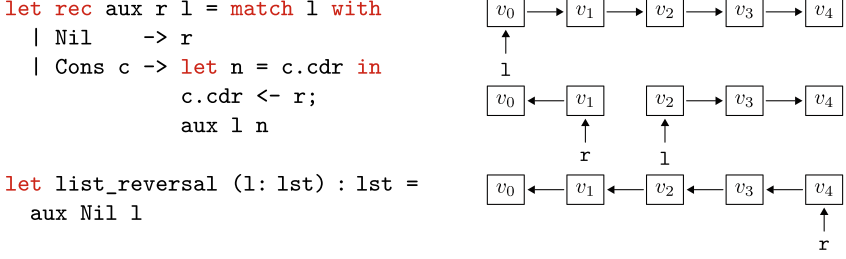 let rec aux r l = match l with
| Nil -> r
| Cons c -> let n = c.cdr in
c.cdr <- r;
aux l n
let list_reversal (l: lst) : lst =
aux Nil l
v0 v1 v2 v3 v4
l
v0 v1 v2 v3 v4
r l
v0 v1 v2 v3 v4
r